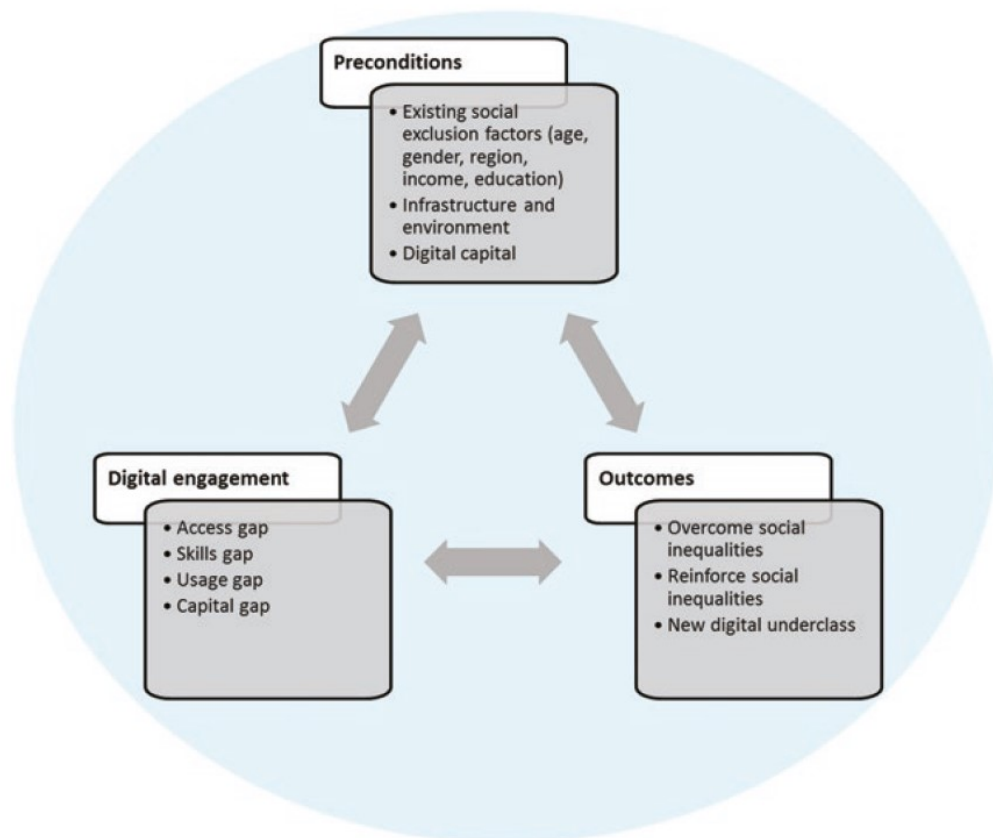 Preconditions
• Existing social
exclusion factors (age,
gender, region,
income, education)
• Infrastructure and
environment
• Digital capital
Digital engagement
• Access gap
• Skills gap
• Usage gap
• Capital gap
Outcomes
• Overcome social
inequalities
• Reinforce social
inequalities
• New digital underclass